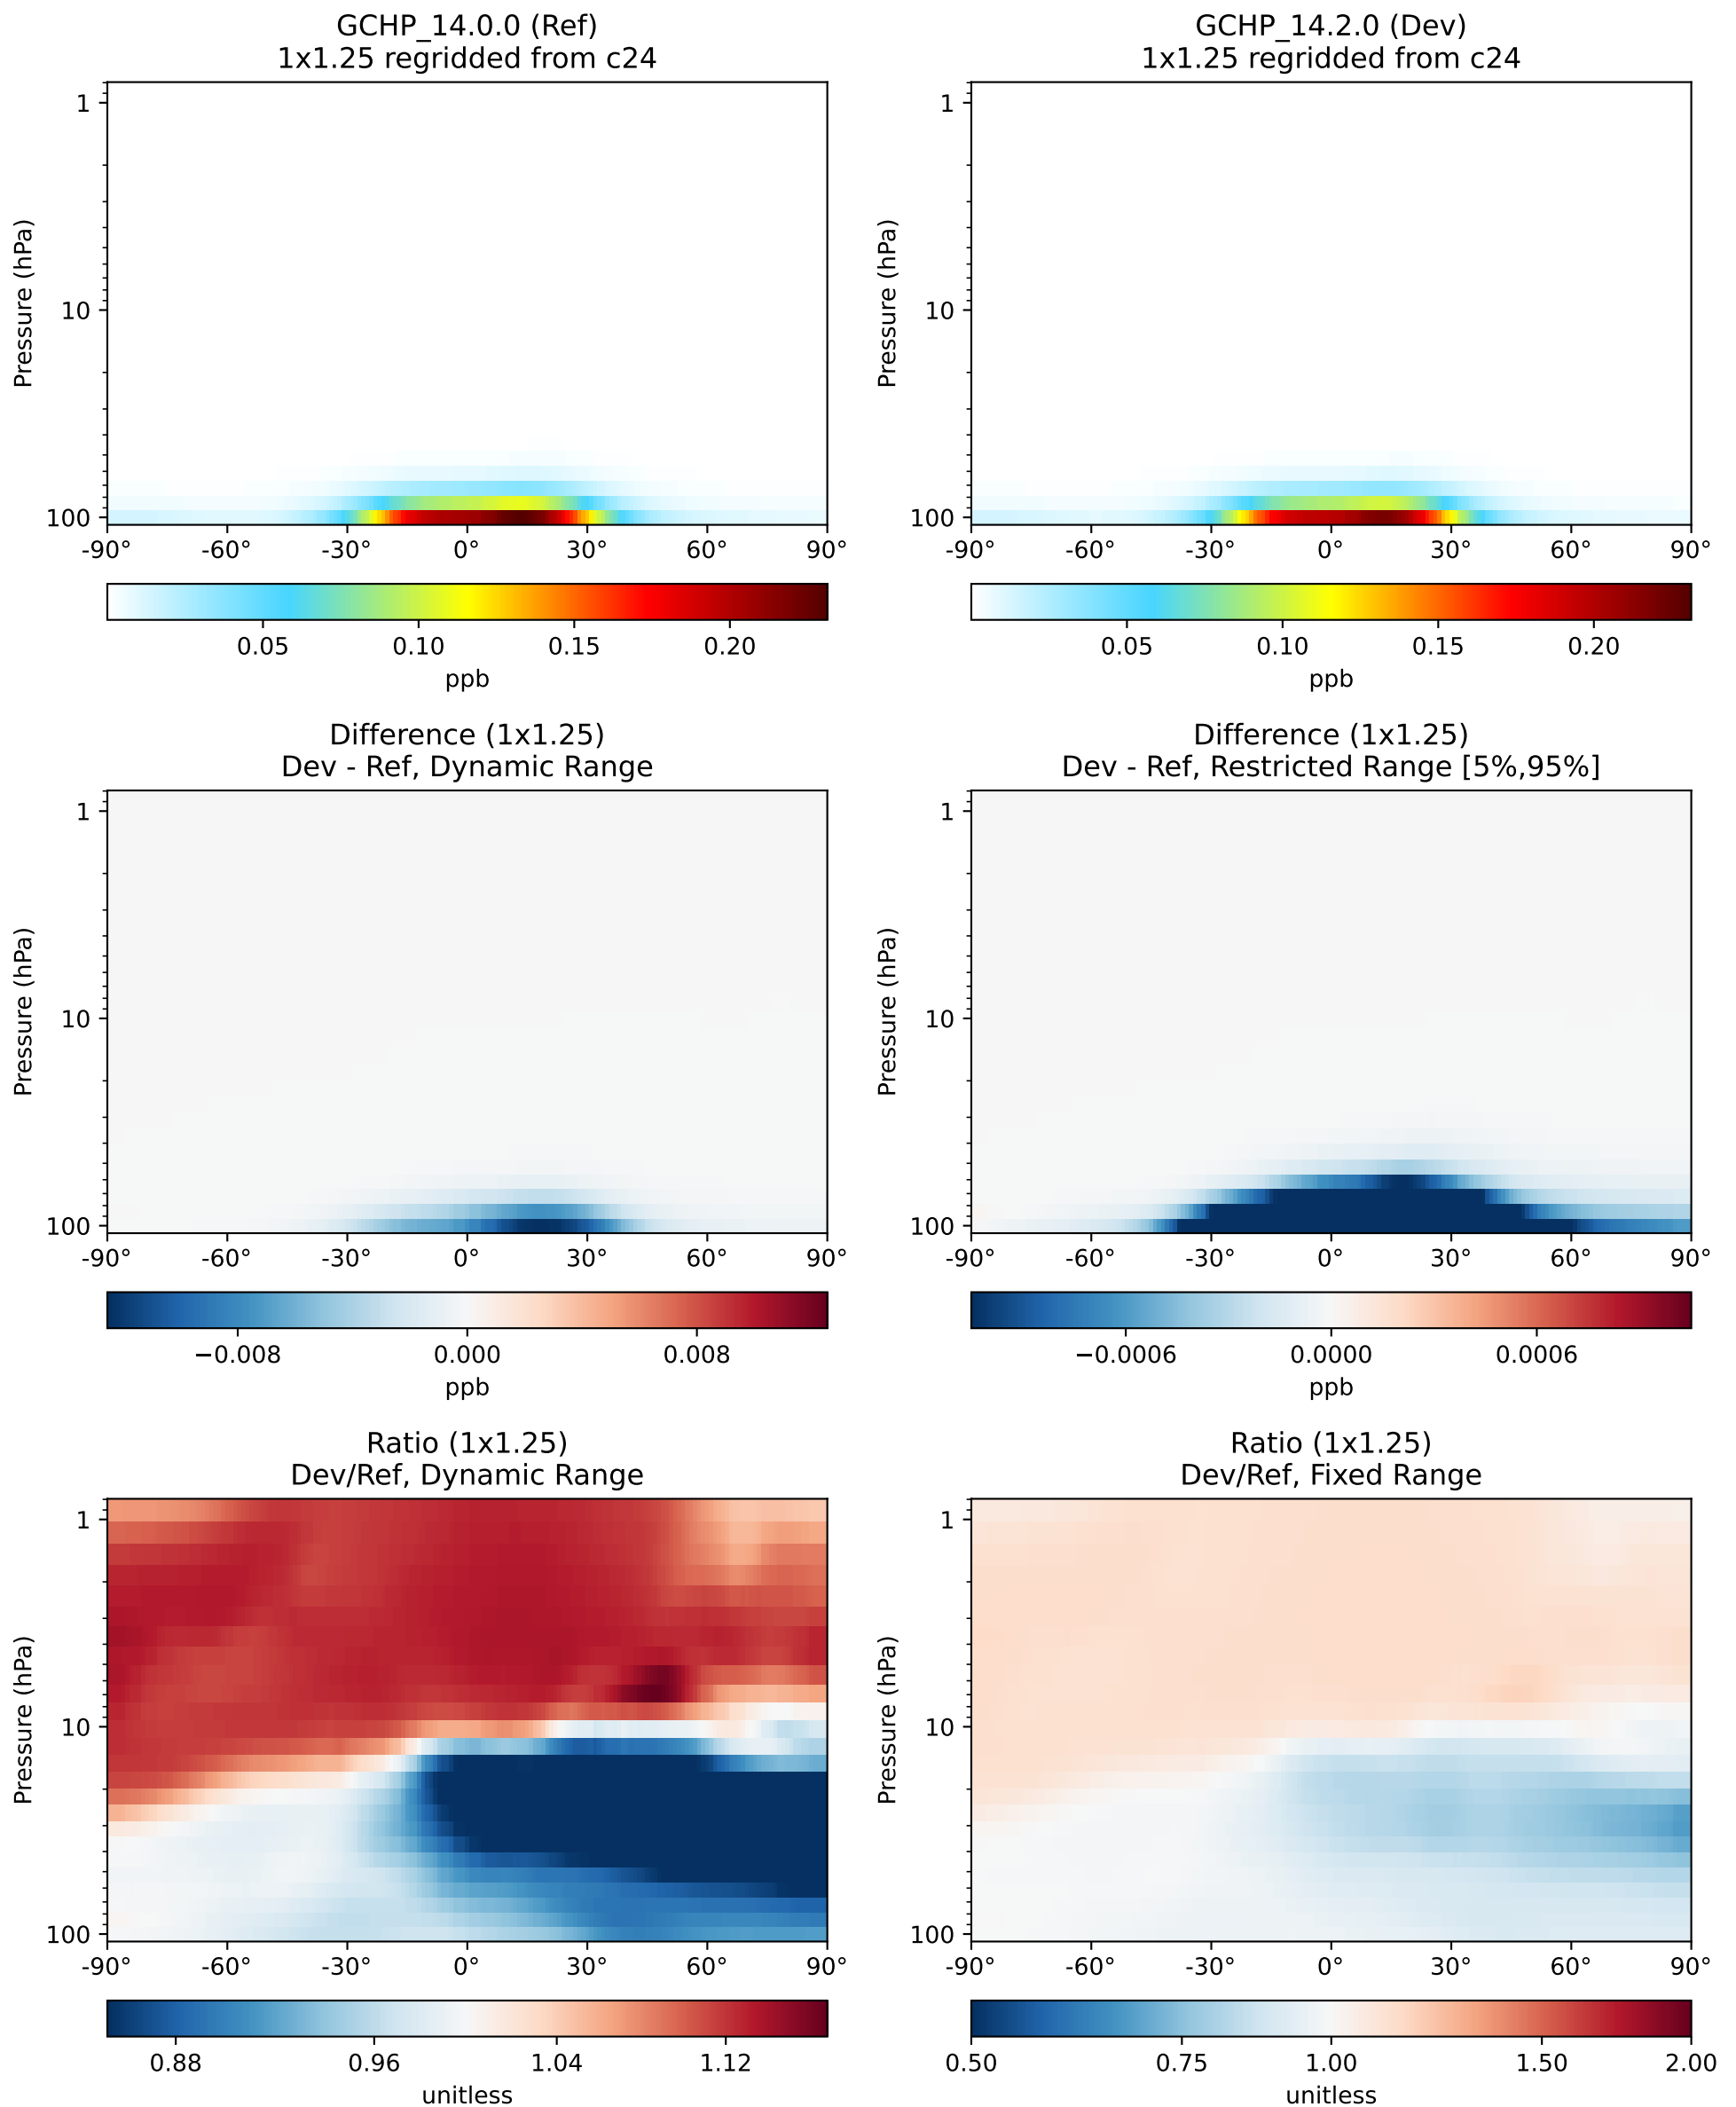 GCHP_14.0.0 (Ref)
1x1.25 regridded from c24
Pressure (hPa)
1
10
100
-90° -60° -30° 0° 30° 60° 90°
0.05 0.10 0.15 0.20
ppb
GCHP_14.2.0 (Dev)
1x1.25 regridded from c24
Pressure (hPa)
1
10
100
-90° -60° -30° 0° 30° 60° 90°
0.05 0.10 0.15 0.20
ppb
Difference (1x1.25)
Dev - Ref, Dynamic Range
Pressure (hPa)
1
10
100
-90° -60° -30° 0° 30° 60° 90°
−0.008 0.000 0.008
ppb
Difference (1x1.25)
Dev - Ref, Restricted Range [5%,95%]
Pressure (hPa)
1
10
100
-90° -60° -30° 0° 30° 60° 90°
−0.0006 0.0000 0.0006
ppb
Ratio (1x1.25)
Dev/Ref, Dynamic Range
Pressure (hPa)
1
10
100
-90° -60° -30° 0° 30° 60° 90°
0.88 0.96 1.04 1.12
unitless
Ratio (1x1.25)
Dev/Ref, Fixed Range
Pressure (hPa)
1
10
100
-90° -60° -30° 0° 30° 60° 90°
0.50 0.75 1.00 1.50 2.00
unitless